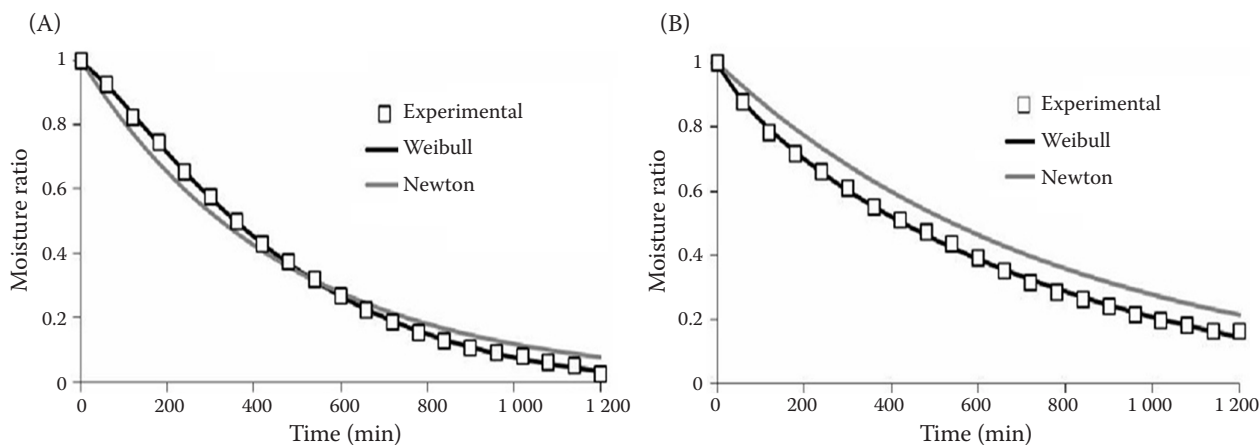 (A)
1
0.8
0.6
0.4
0.2
0
Moisture ratio
Experimental
Weibull
Newton
0 200 400 600 800 1 000 1 200
Time (min)
(B)
1
0.8
0.6
0.4
0.2
0
Moisture ratio
Experimental
Weibull
Newton
0 200 400 600 800 1 000 1 200
Time (min)